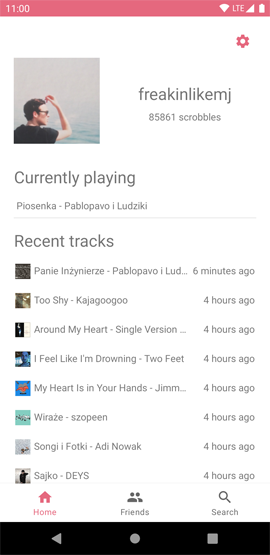 11:00 LTE
freakinlikemj
85861 scrobbles
Currently playing
Piosenka - Pablopavo i Ludziki
Recent tracks
Panie Inżynierze - Pablopavo i Lud... 6 minutes ago
Too Shy - Kajagoogoo 4 hours ago
Around My Heart - Single Version ... 4 hours ago
I Feel Like I'm Drowning - Two Feet 4 hours ago
My Heart Is in Your Hands - Jimm... 4 hours ago
Wiraże - szopeen 4 hours ago
Songi i Fotki - Adi Nowak 4 hours ago
Sajko - DEYS 4 hours ago
Home Friends Search